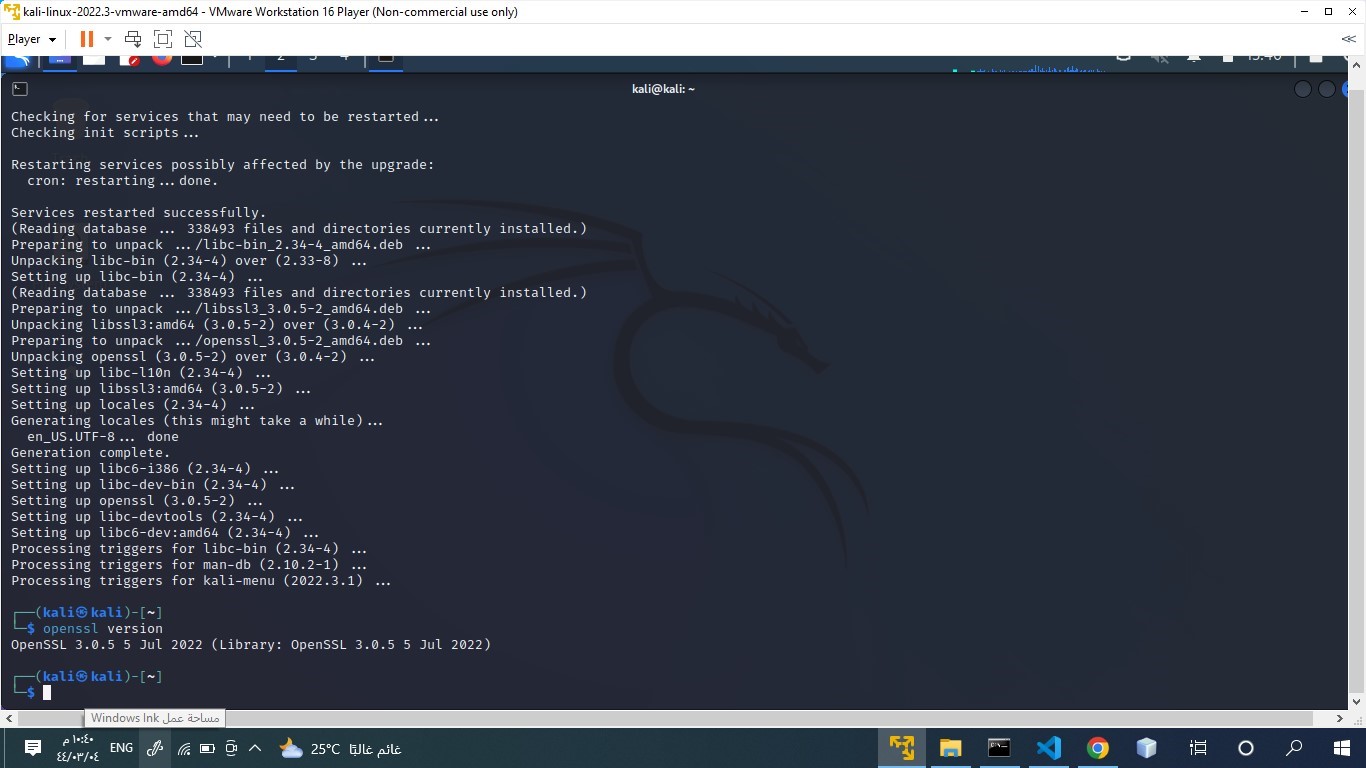 kali-linux-2022.3-vmware-amd64 - VMware Workstation 16 Player (Non-commercial use only)
Player
kali@kali: ~
Checking for services that may need to be restarted...
Checking init scripts...
Restarting services possibly affected by the upgrade:
  cron: restarting...done.
Services restarted successfully.
(Reading database ... 338493 files and directories currently installed.)
Preparing to unpack .../libc-bin_2.34-4_amd64.deb ...
Unpacking libc-bin (2.34-4) over (2.33-8) ...
Setting up libc-bin (2.34-4) ...
(Reading database ... 338493 files and directories currently installed.)
Preparing to unpack .../libssl3_3.0.5-2_amd64.deb ...
Unpacking libssl3:amd64 (3.0.5-2) over (3.0.4-2) ...
Preparing to unpack .../openssl_3.0.5-2_amd64.deb ...
Unpacking openssl (3.0.5-2) over (3.0.4-2) ...
Setting up libc-l10n (2.34-4) ...
Setting up libssl3:amd64 (3.0.5-2) ...
Setting up locales (2.34-4) ...
Generating locales (this might take a while)...
  en_US.UTF-8... done
Generation complete.
Setting up libc6-i386 (2.34-4) ...
Setting up libc-dev-bin (2.34-4) ...
Setting up openssl (3.0.5-2) ...
Setting up libc-devtools (2.34-4) ...
Setting up libc6-dev:amd64 (2.34-4) ...
Processing triggers for libc-bin (2.34-4) ...
Processing triggers for man-db (2.10.2-1) ...
Processing triggers for kali-menu (2022.3.1) ...
┌──(kali㉿kali)-[~]
└─$ openssl version
OpenSSL 3.0.5 5 Jul 2022 (Library: OpenSSL 3.0.5 5 Jul 2022)
┌──(kali㉿kali)-[~]
└─$
مساحة عمل Windows Ink
١٠:٤٠ م
٤٤/٠٣/٠٤
ENG
25°C غائم غالبًا